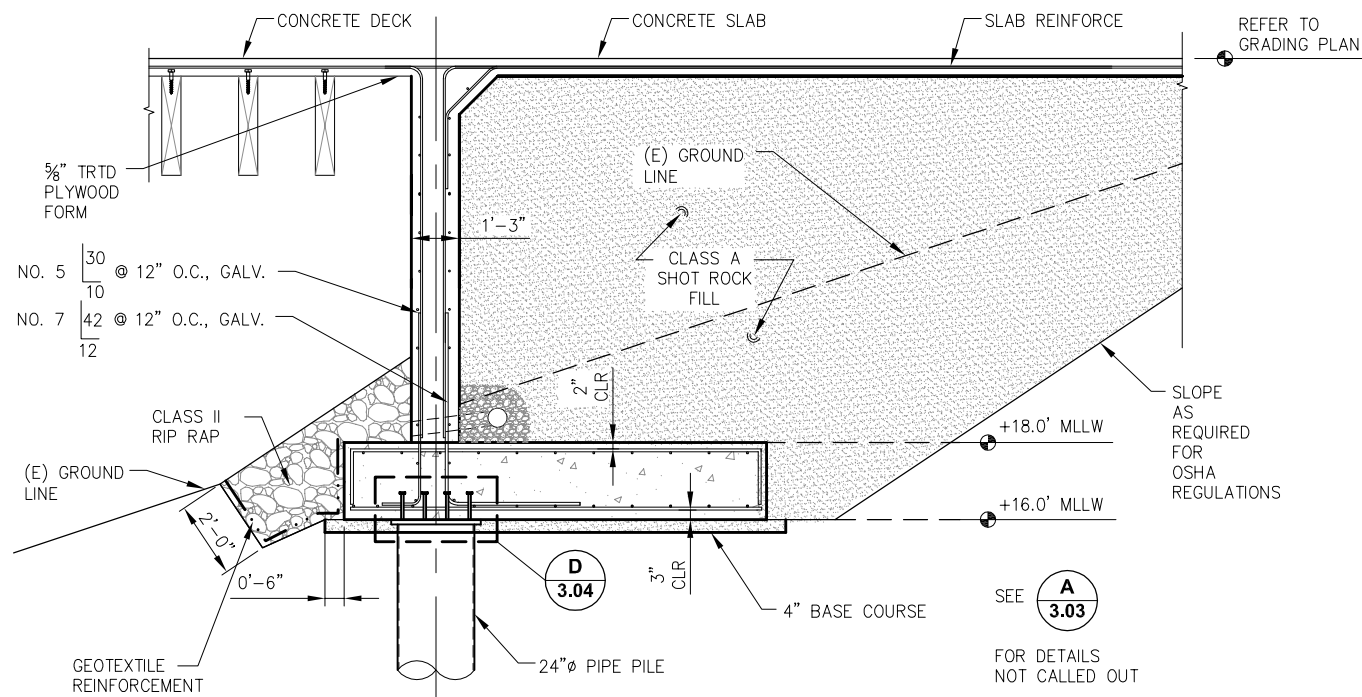 CONCRETE DECK
CONCRETE SLAB
SLAB REINFORCE
REFER TO
GRADING PLAN
⅝” TRTD
PLYWOOD
FORM
(E) GROUND
LINE
1’-3”
CLASS A
SHOT ROCK
FILL
NO. 5 30 @ 12” O.C., GALV.
10
NO. 7 42 @ 12” O.C., GALV.
12
2”
CLR
CLASS II
RIP RAP
SLOPE
AS
REQUIRED
FOR
OSHA
REGULATIONS
+18.0’ MLLW
(E) GROUND
LINE
+16.0’ MLLW
2’-0”
0’-6”
D
3.04
3”
CLR
4” BASE COURSE
SEE A
3.03
FOR DETAILS
NOT CALLED OUT
GEOTEXTILE
REINFORCEMENT
24”ø PIPE PILE